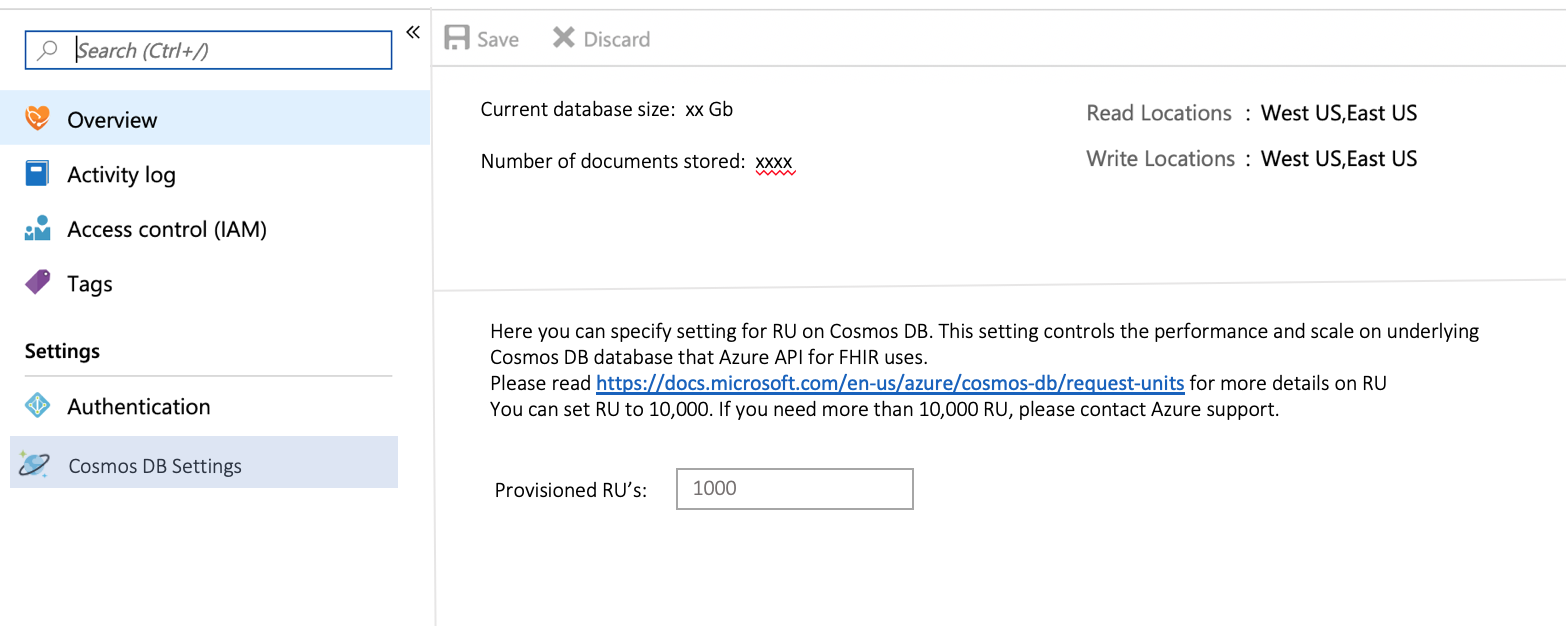 Search (Ctrl+/)
«
Overview
Activity log
Access control (IAM)
Tags
Settings
Authentication
Cosmos DB Settings
Save
Discard
Current database size: xx Gb
Number of documents stored: xxxx
Read Locations : West US,East US
Write Locations : West US,East US
Here you can specify setting for RU on Cosmos DB. This setting controls the performance and scale on underlying
Cosmos DB database that Azure API for FHIR uses.
Please read https://docs.microsoft.com/en-us/azure/cosmos-db/request-units for more details on RU
You can set RU to 10,000. If you need more than 10,000 RU, please contact Azure support.
Provisioned RU’s: 1000